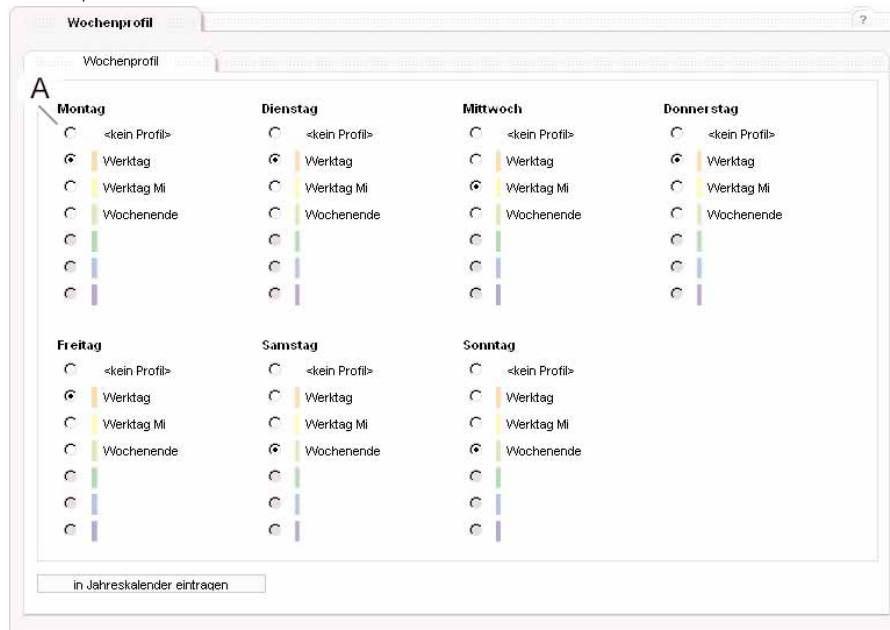 Wochenprofil
?
Wochenprofil
A
Montag Dienstag Mittwoch Donnerstag
<kein Profil> <kein Profil> <kein Profil> <kein Profil>
Werktag Werktag Werktag Werktag
Werktag Mi Werktag Mi Werktag Mi Werktag Mi
Wochenende Wochenende Wochenende Wochenende
Freitag Samstag Sonntag
<kein Profil> <kein Profil> <kein Profil>
Werktag Werktag Werktag
Werktag Mi Werktag Mi Werktag Mi
Wochenende Wochenende Wochenende
in Jahreskalender eintragen